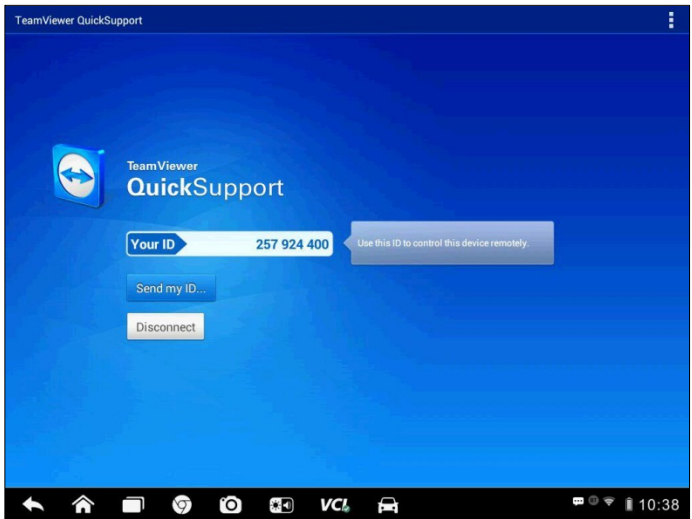 TeamViewer QuickSupport
TeamViewer
QuickSupport
Your ID
257 924 400
Use this ID to control this device remotely.
Send my ID...
Disconnect
VCI
10:38